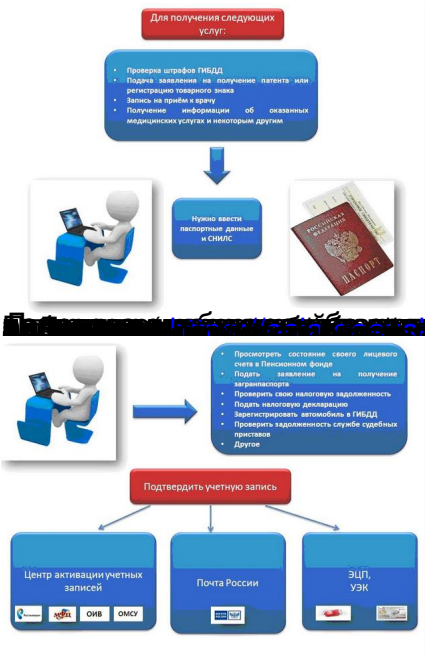 Для получения следующих
услуг:
• Проверка штрафов ГИБДД
• Подача заявления на получение патента или
регистрацию товарного знака
• Запись на приём к врачу
• Получение информации об оказанных
медицинских услугах и некоторым другим
Нужно ввести
паспортные данные
и СНИЛС
РОССИЙСКАЯ
ФЕДЕРАЦИЯ
ПАСПОРТ
• Просмотреть состояние своего лицевого
счета в Пенсионном фонде
• Подать заявление на получение
загранпаспорта
• Проверить свою налоговую задолженность
• Подать налоговую декларацию
• Зарегистрировать автомобиль в ГИБДД
• Проверить задолженность службе судебных
приставов
• Другое
Подтвердить учетную запись
Центр активации учетных
записей
ОИВ ОМСУ
Почта России
ЭЦП,
УЭК